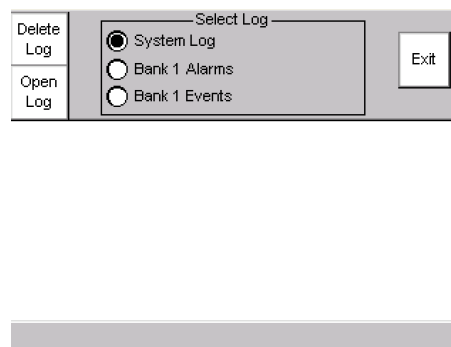 Delete
Log
Open
Log
Select Log
System Log
Bank 1 Alarms
Bank 1 Events
Exit